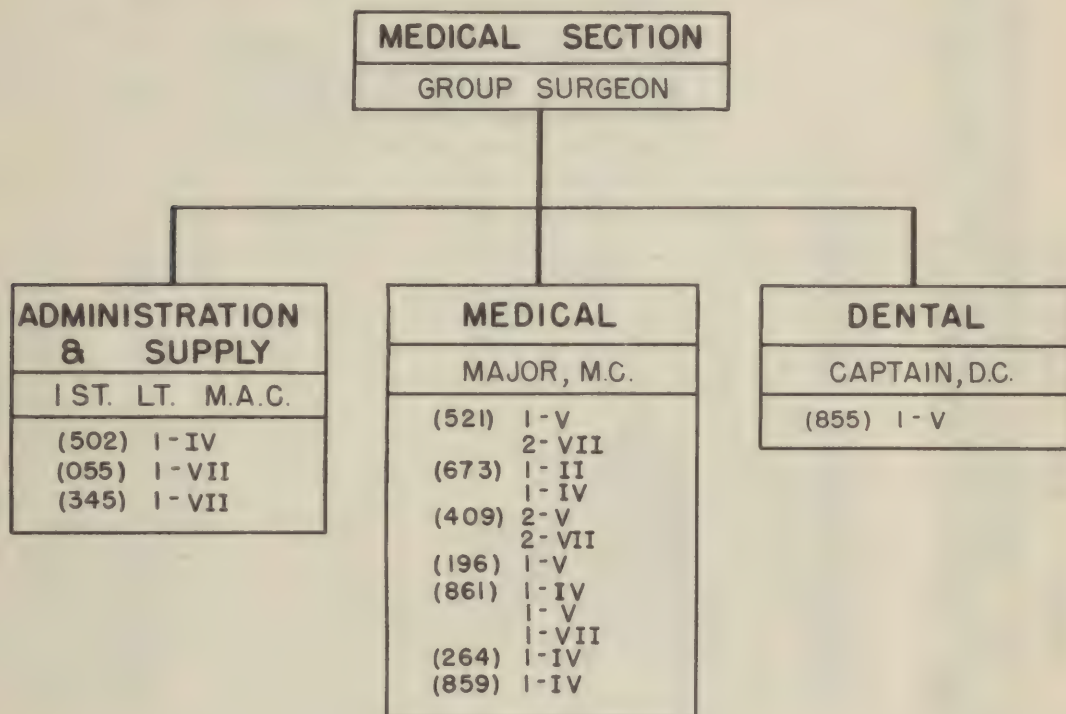 MEDICAL SECTION
GROUP SURGEON
ADMINISTRATION
& SUPPLY
1 ST. LT. M.A.C.
(502) 1-IV
(055) 1-VII
(345) 1-VII
MEDICAL
MAJOR, M.C.
(521) 1-V
2-VII
(673) 1-II
1-IV
(409) 2-V
2-VII
(196) 1-V
(861) 1-IV
1-V
1-VII
(264) 1-IV
(859) 1-IV
DENTAL
CAPTAIN, D.C.
(855) 1-V